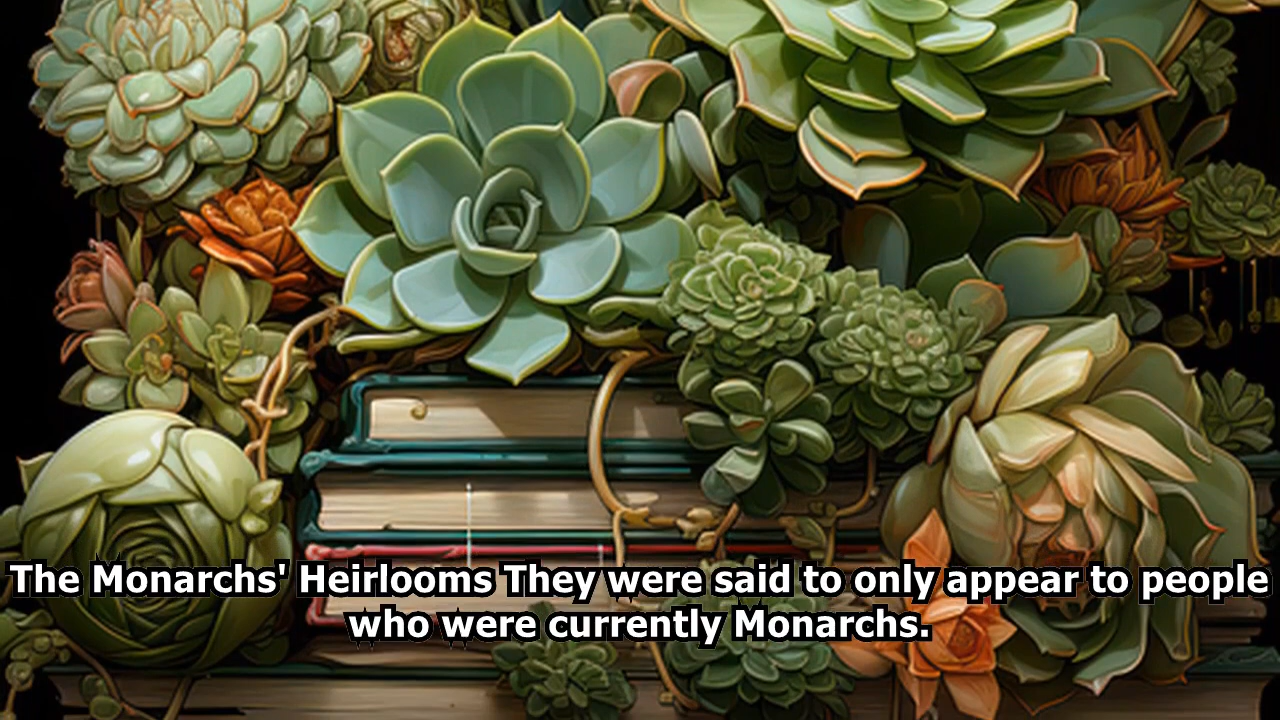 The Monarchs' Heirlooms They were said to only appear to people
who were currently Monarchs.